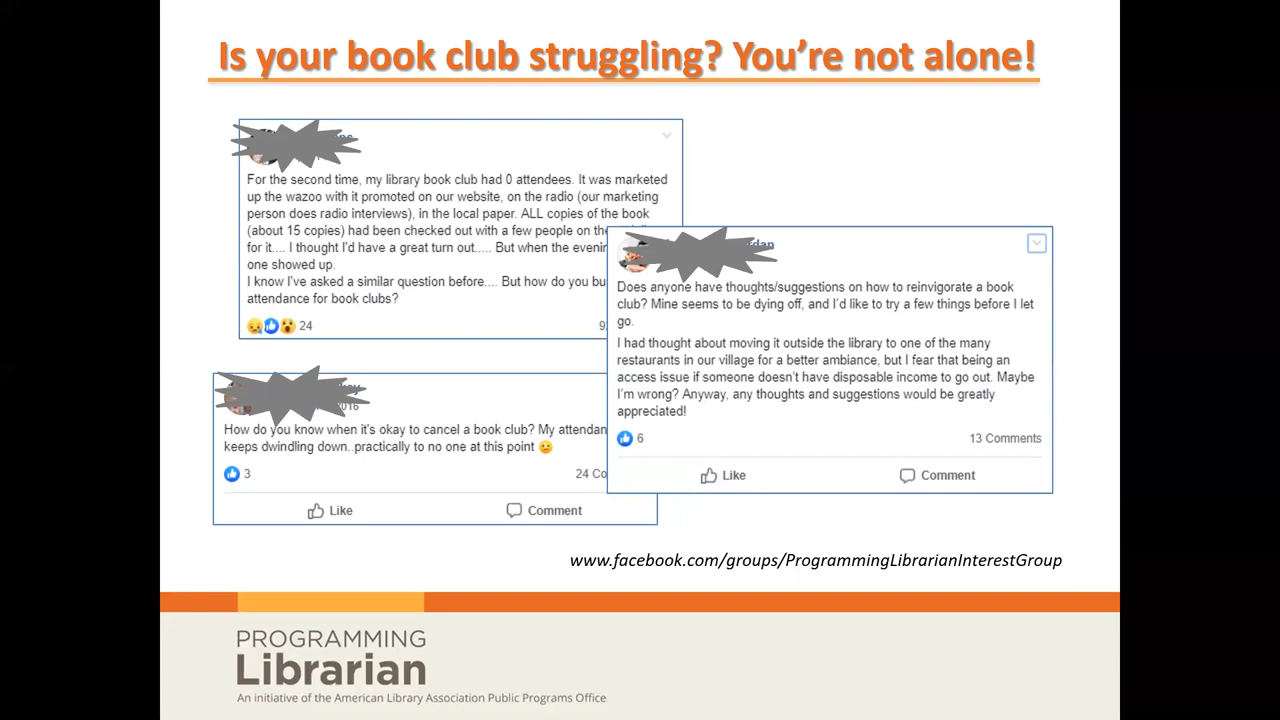 Is your book club struggling? You're not alone!
For the second time, my library book club had 0 attendees. It was marketed
up the wazoo with it promoted on our website, on the radio (our marketing
person does radio interviews), in the local paper. ALL copies of the book
(about 15 copies) had been checked out with a few people on the
for it.... I thought I'd have a great turn out..... But when the
one showed up.
I know I've asked a similar question before.... But how do you
attendance for book clubs?
24
How do you know when it's okay to cancel a book club? My
keeps dwindling down..practically to no one at this point
3
24
Like
Comment
Does anyone have thoughts/suggestions on how to reinvigorate a book
club? Mine seems to be dying off, and I'd like to try a few things before I let
go.
I had thought about moving it outside the library to one of the many
restaurants in our village for a better ambiance, but I fear that being an
access issue if someone doesn't have disposable income to go out. Maybe
I'm wrong? Anyway, any thoughts and suggestions would be greatly
appreciated!
6
13 Comments
Like
Comment
www.facebook.com/groups/ProgrammingLibrarianInterestGroup
PROGRAMMING
Librarian
An initiative of the American Library Association Public Programs Office